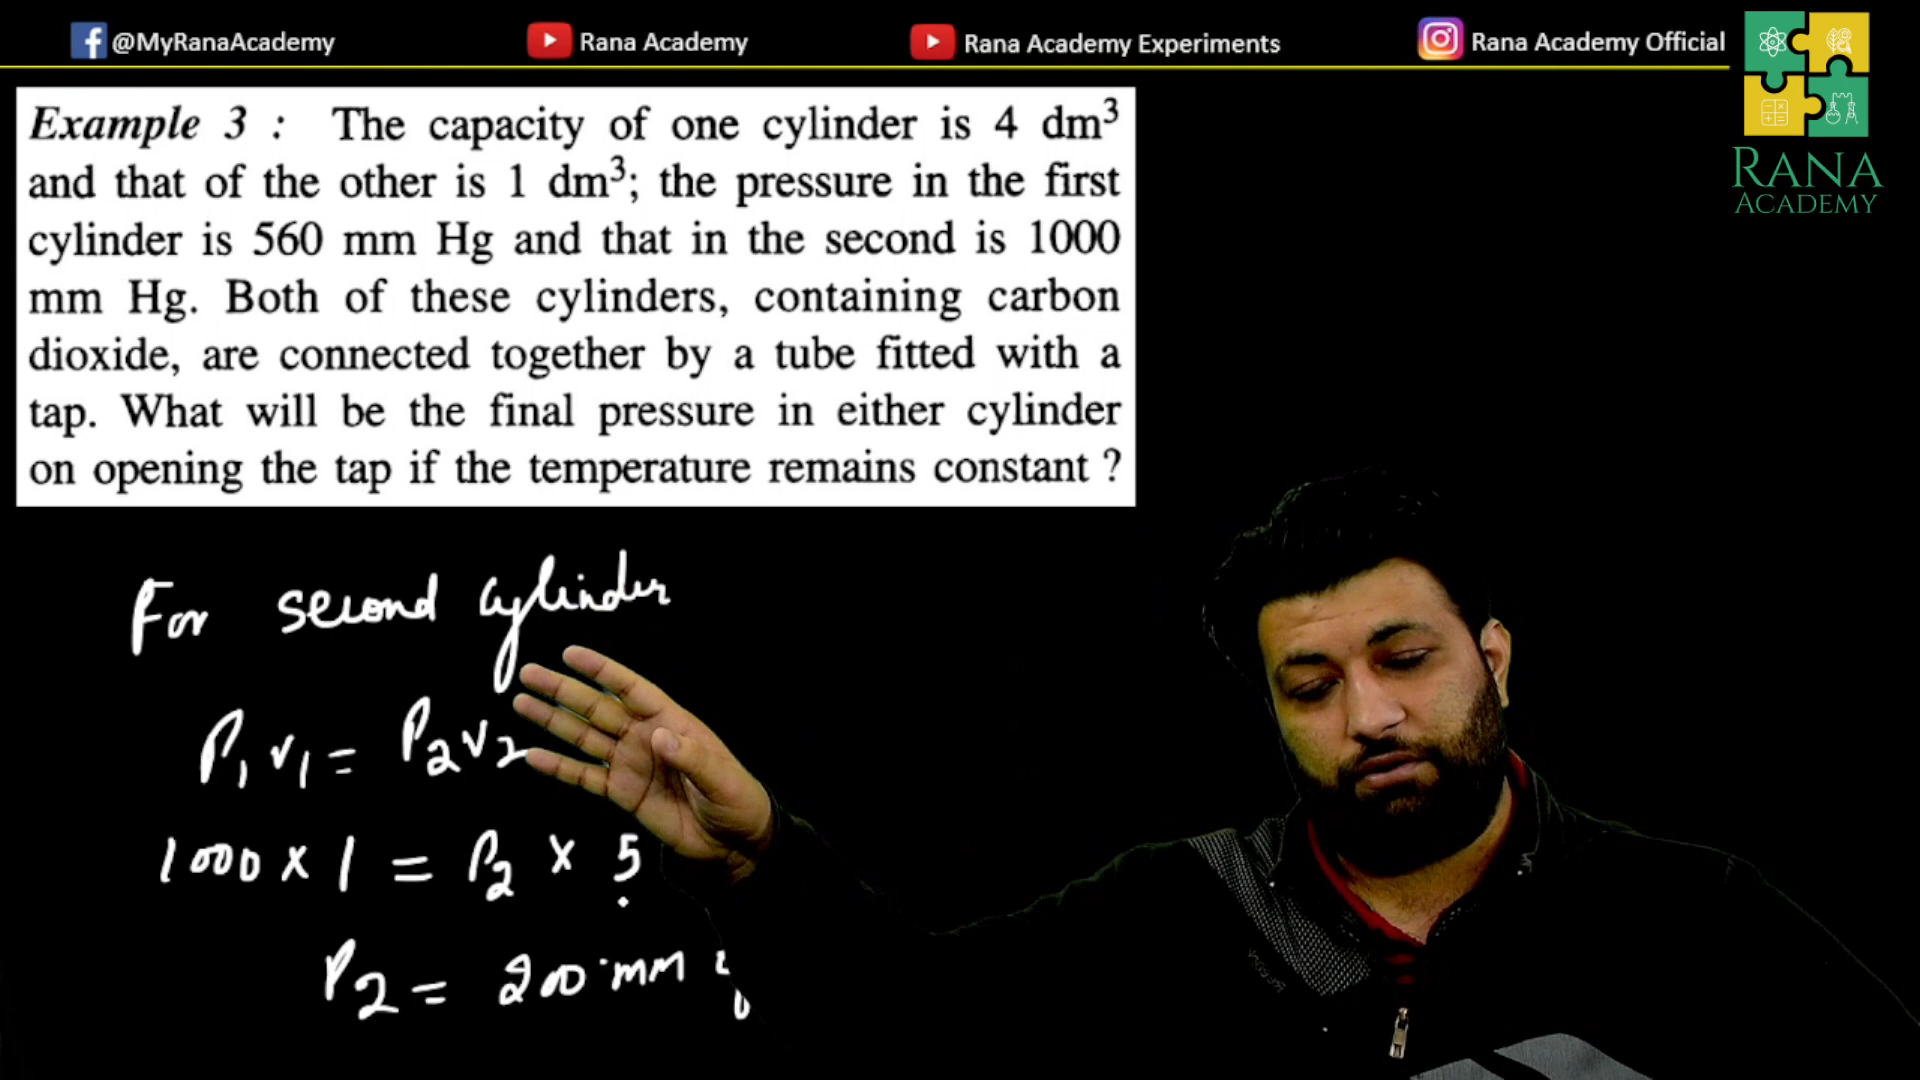 @MyRanaAcademy
Rana Academy
Rana Academy Experiments
Rana Academy Official
RANA
ACADEMY
Example 3 : The capacity of one cylinder is 4 dm³
and that of the other is 1 dm³; the pressure in the first
cylinder is 560 mm Hg and that in the second is 1000
mm Hg. Both of these cylinders, containing carbon
dioxide, are connected together by a tube fitted with a
tap. What will be the final pressure in either cylinder
on opening the tap if the temperature remains constant ?
For second cylinder
P₁V₁ = P₂V₂
1000 × 1 = P₂ × 5
P₂ = 200 mm